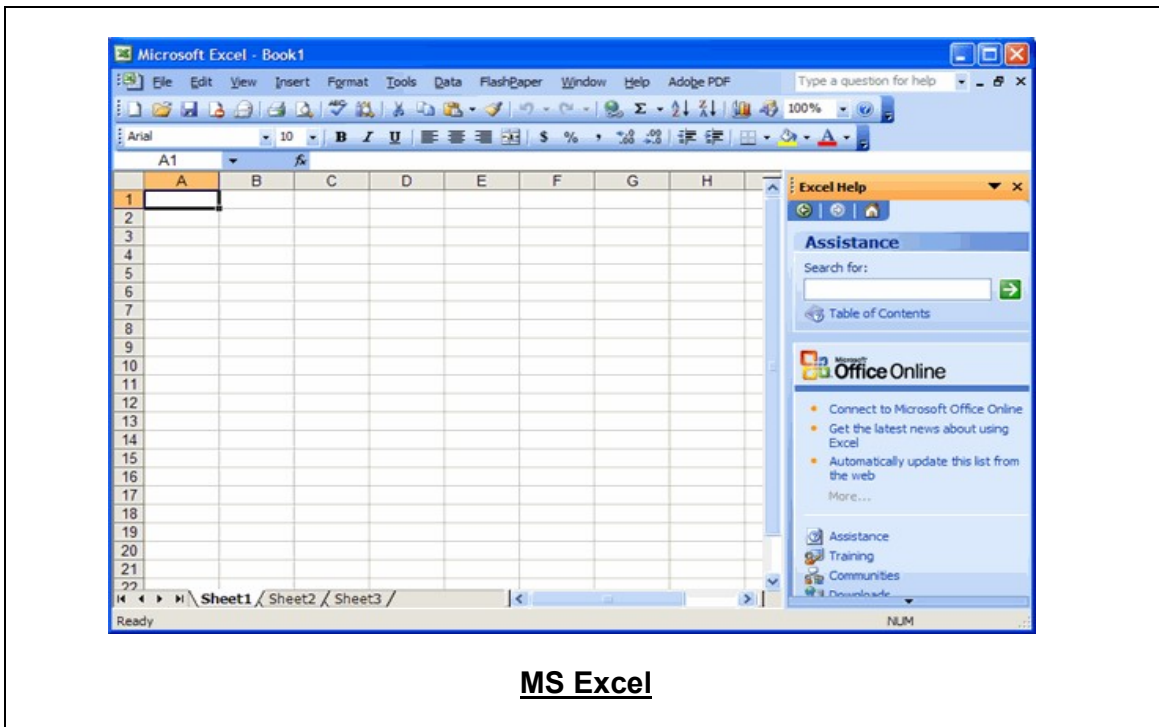 Microsoft Excel - Book1
File Edit View Insert Format Tools Data FlashPaper Window Help Adobe PDF Type a question for help
100%
Arial 10 B I U $ % ,
A1 fx
A B C D E F G H
Excel Help
1
2
3
4
5
6
7
8
9
10
11
12
13
14
15
16
17
18
19
20
21
22
Assistance
Search for:
Table of Contents
Microsoft
Office Online
Connect to Microsoft Office Online
Get the latest news about using
Excel
Automatically update this list from
the web
More...
Assistance
Training
Communities
Downloads
Sheet1 Sheet2 Sheet3
Ready NUM
MS Excel